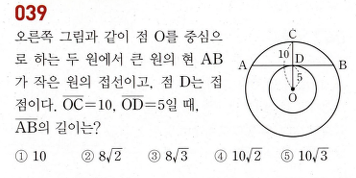 039
오른쪽 그림과 같이 점 O를 중심으
로 하는 두 원에서 큰 원의 현 AB
가 작은 원의 접선이고, 점 D는 접
점이다. OC=10, OD=5일 때,
AB의 길이는?
C
10
A
D
B
5
O
① 10 ② 8√2 ③ 8√3 ④ 10√2 ⑤ 10√3